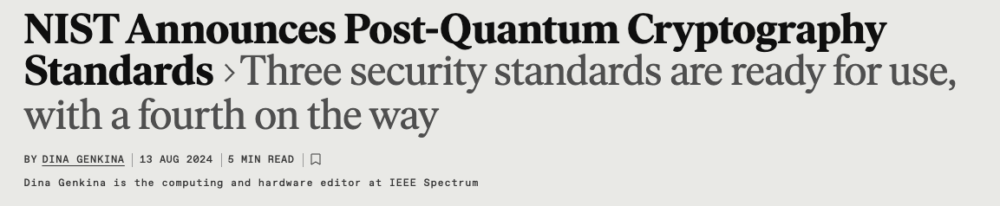 NIST Announces Post-Quantum Cryptography
Standards › Three security standards are ready for use,
with a fourth on the way
BY DINA GENKINA | 13 AUG 2024 | 5 MIN READ |
Dina Genkina is the computing and hardware editor at IEEE Spectrum